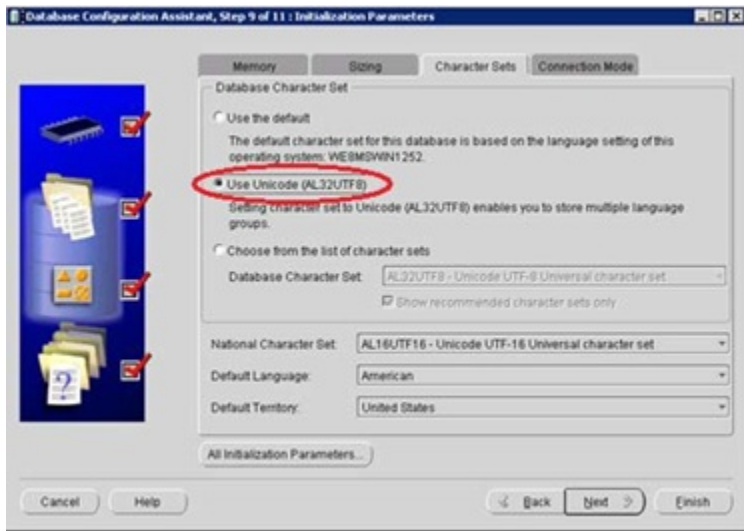 Database Configuration Assistant, Step 9 of 11 : Initialization Parameters
Memory Sizing Character Sets Connection Mode
Database Character Set
Use the default
The default character set for this database is based on the language setting of this
operating system: WE8MSWIN1252.
Use Unicode (AL32UTF8)
Setting character set to Unicode (AL32UTF8) enables you to store multiple language
groups.
Choose from the list of character sets
Database Character Set: AL32UTF8 - Unicode UTF-8 Universal character set
Show recommended character sets only
National Character Set: AL16UTF16 - Unicode UTF-16 Universal character set
Default Language: American
Default Territory: United States
All Initialization Parameters...
Cancel Help Back Next Finish
?